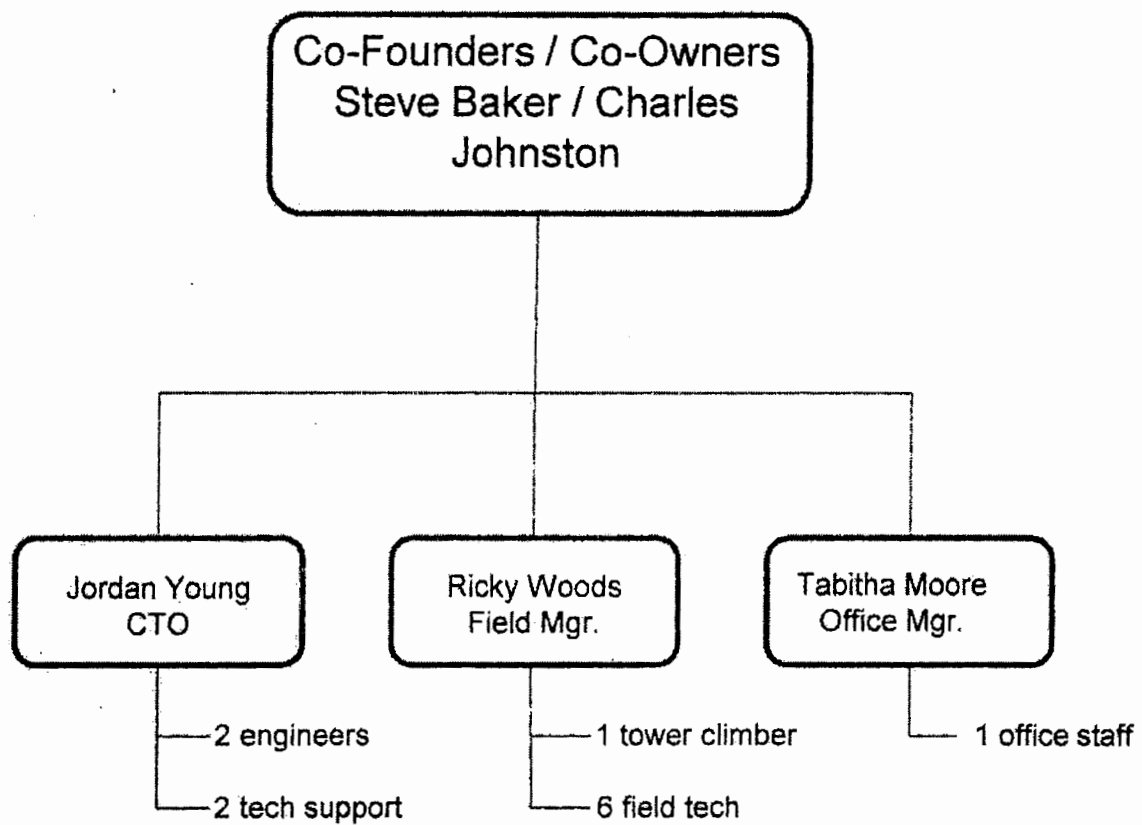 Co-Founders / Co-Owners
Steve Baker / Charles
Johnston
Jordan Young
CTO
Ricky Woods
Field Mgr.
Tabitha Moore
Office Mgr.
2 engineers
1 tower climber
1 office staff
2 tech support
6 field tech